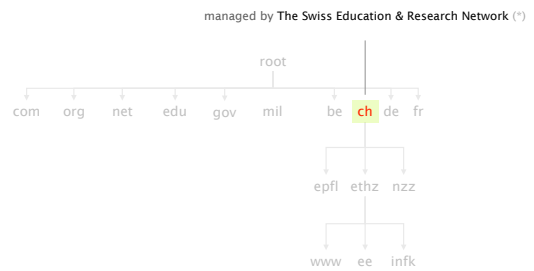 managed by The Swiss Education & Research Network (*)
root
com org net edu gov mil be ch de fr
epfl ethz nzz
www ee infk